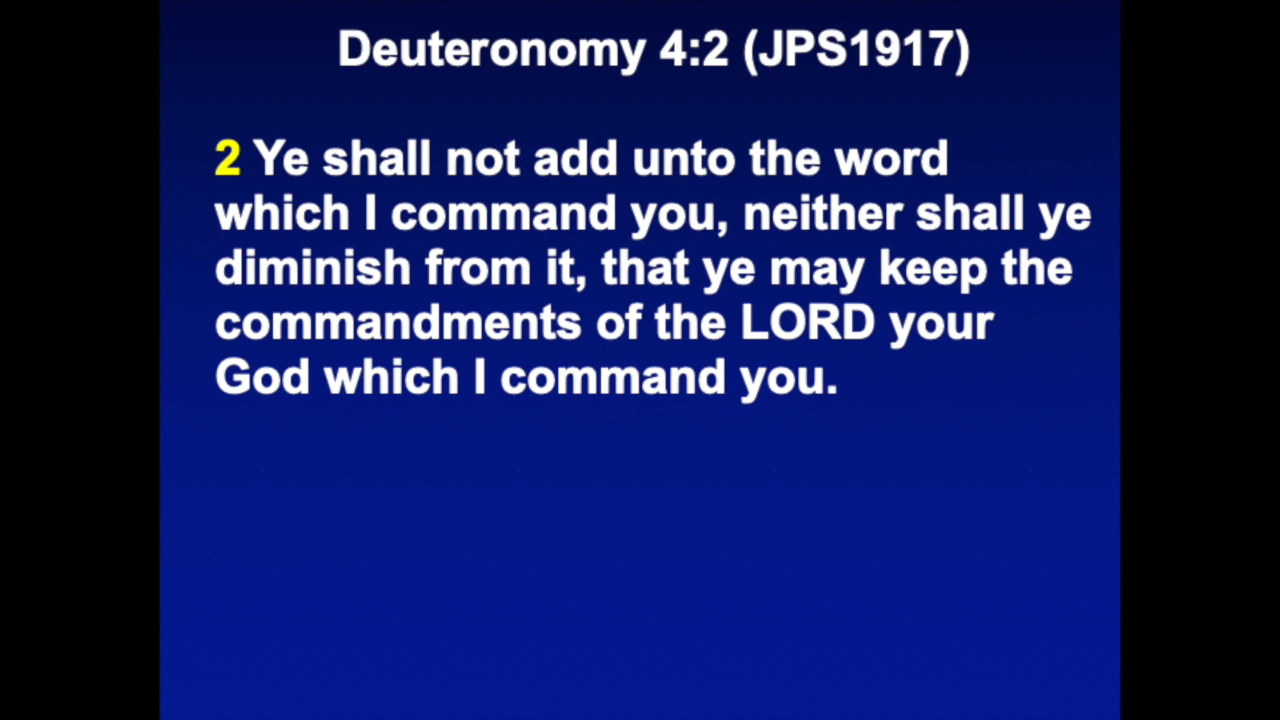 Deuteronomy 4:2 (JPS1917)
2 Ye shall not add unto the word
which I command you, neither shall ye
diminish from it, that ye may keep the
commandments of the LORD your
God which I command you.